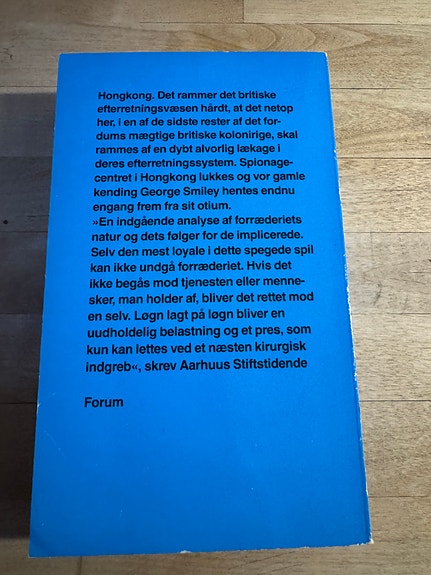 Hongkong. Det rammer det britiske
efterretningsvæsen hårdt, at det netop
her, i en af de sidste rester af det for-
dums mægtige britiske kolonirige, skal
rammes af en dybt alvorlig lækage i
deres efterretningssystem. Spionage-
centret i Hongkong lukkes og vor gamle
kending George Smiley hentes endnu
engang frem fra sit otium.
»En indgående analyse af forræderiets
natur og dets følger for de implicerede.
Selv den mest loyale i dette spegede spil
kan ikke undgå forræderiet. Hvis det
ikke begås mod tjenesten eller menne-
sker, man holder af, bliver det rettet mod
en selv. Løgn lagt på løgn bliver en
uudholdelig belastning og et pres, som
kun kan lettes ved et næsten kirurgisk
indgreb«, skrev Aarhuus Stiftstidende
Forum